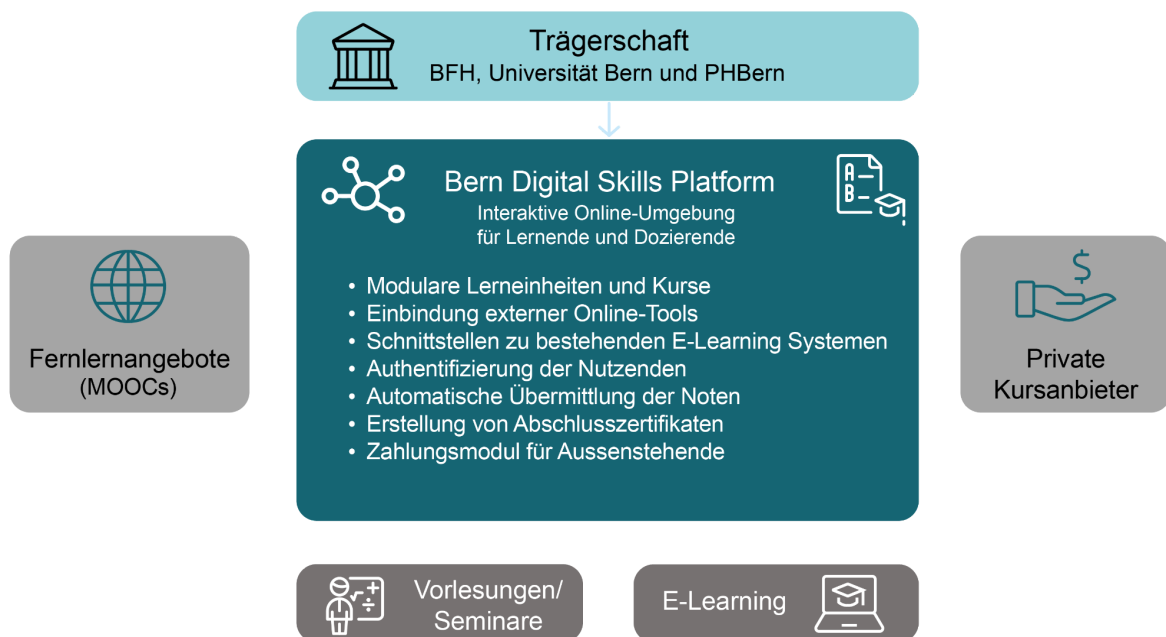 Trägerschaft
BFH, Universität Bern und PHBern
Bern Digital Skills Platform
Interaktive Online-Umgebung
für Lernende und Dozierende
A
B
• Modulare Lerneinheiten und Kurse
• Einbindung externer Online-Tools
• Schnittstellen zu bestehenden E-Learning Systemen
• Authentifizierung der Nutzenden
• Automatische Übermittlung der Noten
• Erstellung von Abschlusszertifikaten
• Zahlungsmodul für Aussenstehende
Fernlernangebote
(MOOCs)
$
Private
Kursanbieter
Vorlesungen/
Seminare
E-Learning